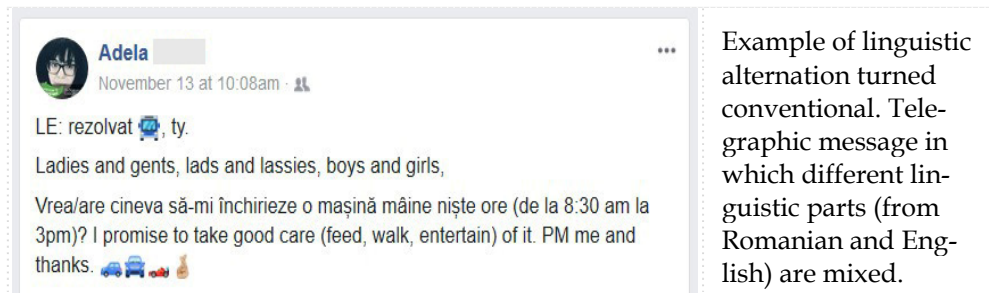 Adela
November 13 at 10:08am ·
LE: rezolvat 🚍, ty.
Ladies and gents, lads and lassies, boys and girls,
Vrea/are cineva să-mi închirieze o mașină mâine niște ore (de la 8:30 am la
3pm)? I promise to take good care (feed, walk, entertain) of it. PM me and
thanks. 🚙🚘🏎🤞
Example of linguistic
alternation turned
conventional. Tele-
graphic message in
which different lin-
guistic parts (from
Romanian and Eng-
lish) are mixed.